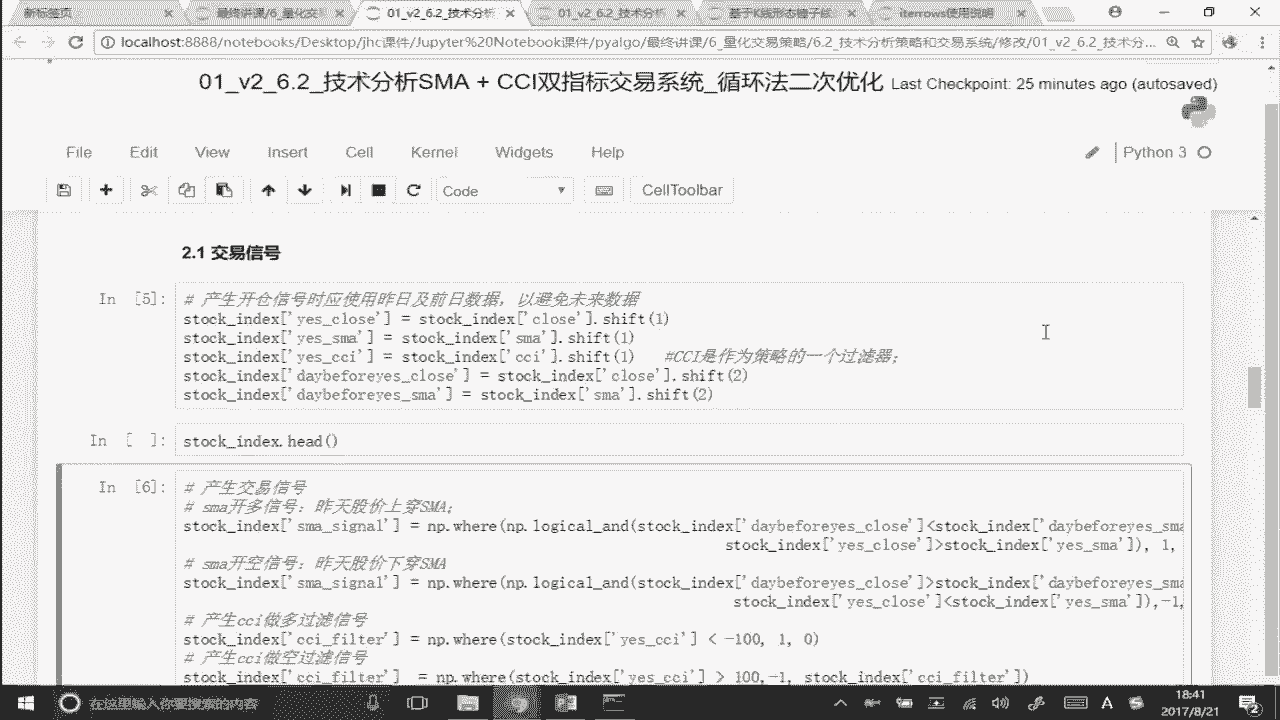 新标签页
最终讲课/6_量化交易
01_v2_6.2_技术分析
01_v2_6.2_技术分析S
基于K线形态锤子线
iterrows使用说明
localhost:8888/notebooks/Desktop/jhc课件/Jupyter%20Notebook课件/pyalgo/最终讲课/6_量化交易策略/6.2_技术分析策略和交易系统/修改/01_v2_6.2_技术分...
01_v2_6.2_技术分析SMA + CCI双指标交易系统_循环法二次优化 Last Checkpoint: 25 minutes ago (autosaved)
File Edit View Insert Cell Kernel Widgets Help Python 3
Code CellToolbar
2.1 交易信号
In [5]: # 产生开仓信号时应使用昨日及前日数据，以避免未来数据
stock_index['yes_close'] = stock_index['close'].shift(1)
stock_index['yes_sma'] = stock_index['sma'].shift(1)
stock_index['yes_cci'] = stock_index['cci'].shift(1) #CCI是作为策略的一个过滤器；
stock_index['daybeforeyes_close'] = stock_index['close'].shift(2)
stock_index['daybeforeyes_sma'] = stock_index['sma'].shift(2)
In [ ]: stock_index.head()
In [6]: # 产生交易信号
# sma开多信号：昨天股价上穿SMA；
stock_index['sma_signal'] = np.where(np.logical_and(stock_index['daybeforeyes_close']<stock_index['daybeforeyes_sma
stock_index['yes_close']>stock_index['yes_sma']), 1,
# sma开空信号：昨天股价下穿SMA
stock_index['sma_signal'] = np.where(np.logical_and(stock_index['daybeforeyes_close']>stock_index['daybeforeyes_sma
stock_index['yes_close']<stock_index['yes_sma']),-1,
# 产生cci做多过滤信号
stock_index['cci_filter'] = np.where(stock_index['yes_cci'] < -100, 1, 0)
# 产生cci做空过滤信号
stock_index['cci_filter'] = np.where(stock_index['yes_cci'] > 100,-1, stock_index['cci_filter'])
18:41
2017/8/21